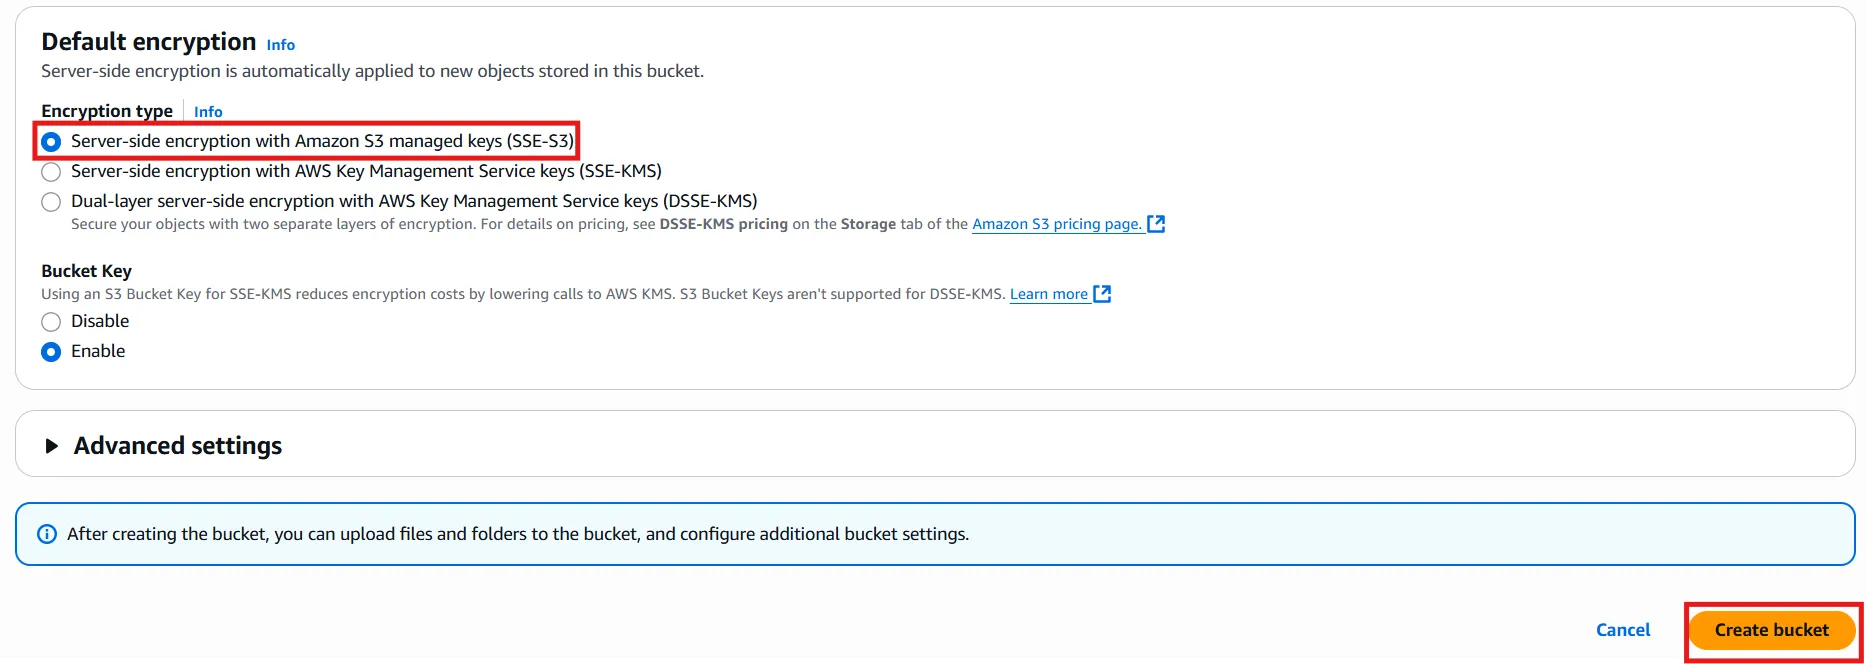 Default encryption Info
Server-side encryption is automatically applied to new objects stored in this bucket.
Encryption type Info
Server-side encryption with Amazon S3 managed keys (SSE-S3)
Server-side encryption with AWS Key Management Service keys (SSE-KMS)
Dual-layer server-side encryption with AWS Key Management Service keys (DSSE-KMS)
Secure your objects with two separate layers of encryption. For details on pricing, see DSSE-KMS pricing on the Storage tab of the Amazon S3 pricing page.
Bucket Key
Using an S3 Bucket Key for SSE-KMS reduces encryption costs by lowering calls to AWS KMS. S3 Bucket Keys aren't supported for DSSE-KMS. Learn more
Disable
Enable
Advanced settings
After creating the bucket, you can upload files and folders to the bucket, and configure additional bucket settings.
Cancel Create bucket